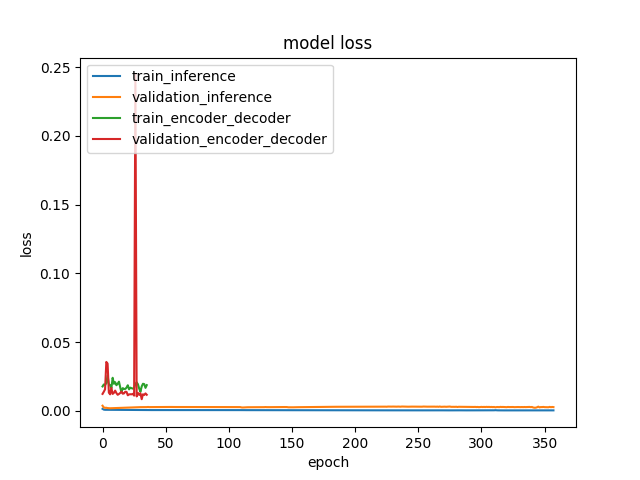 model loss
train_inference
validation_inference
train_encoder_decoder
validation_encoder_decoder
0.25
0.20
0.15
0.10
0.05
0.00
loss
0 50 100 150 200 250 300 350
epoch